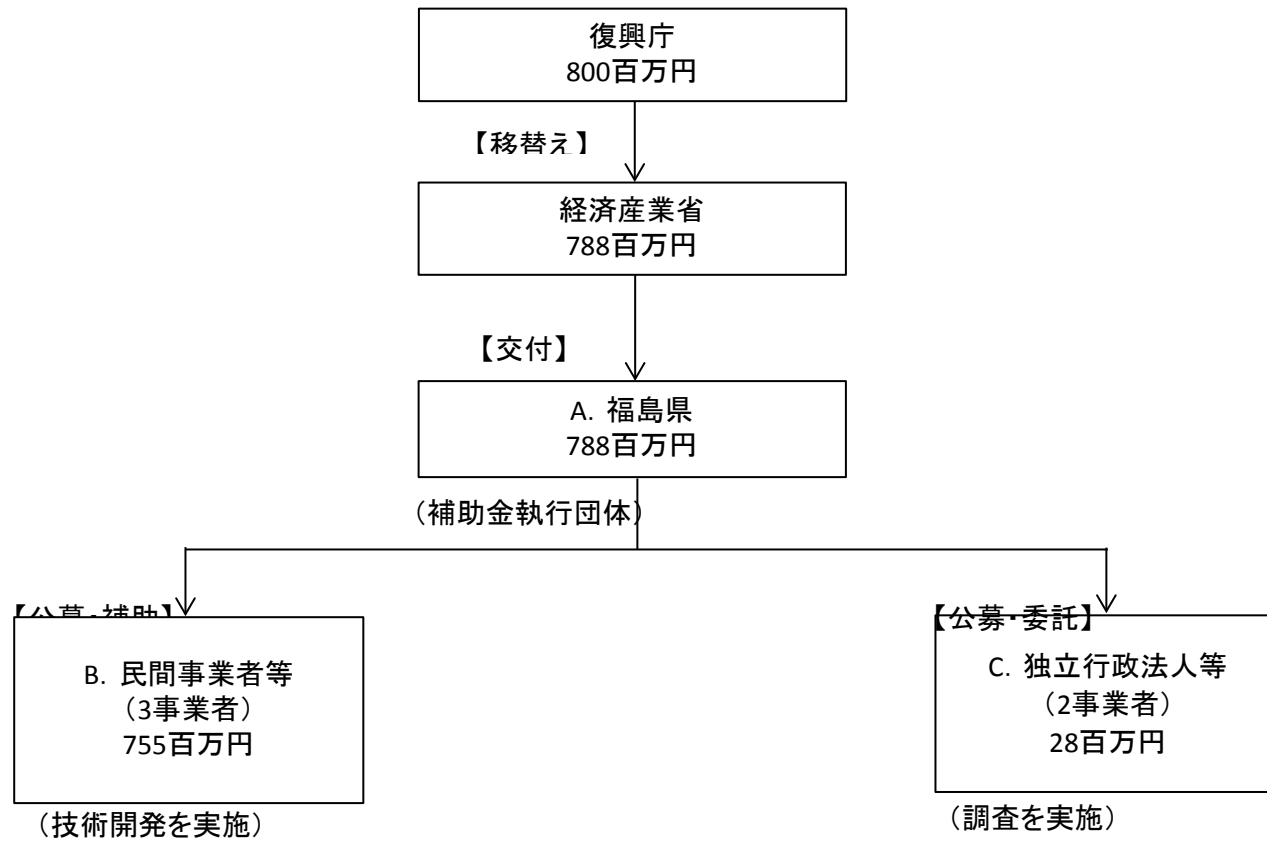 復興庁
800百万円
【移替え】
経済産業省
788百万円
【交付】
A. 福島県
788百万円
（補助金執行団体）
【公募・補助】
【公募・委託】
B. 民間事業者等
（3事業者）
755百万円
C. 独立行政法人等
（2事業者）
28百万円
（技術開発を実施）
（調査を実施）